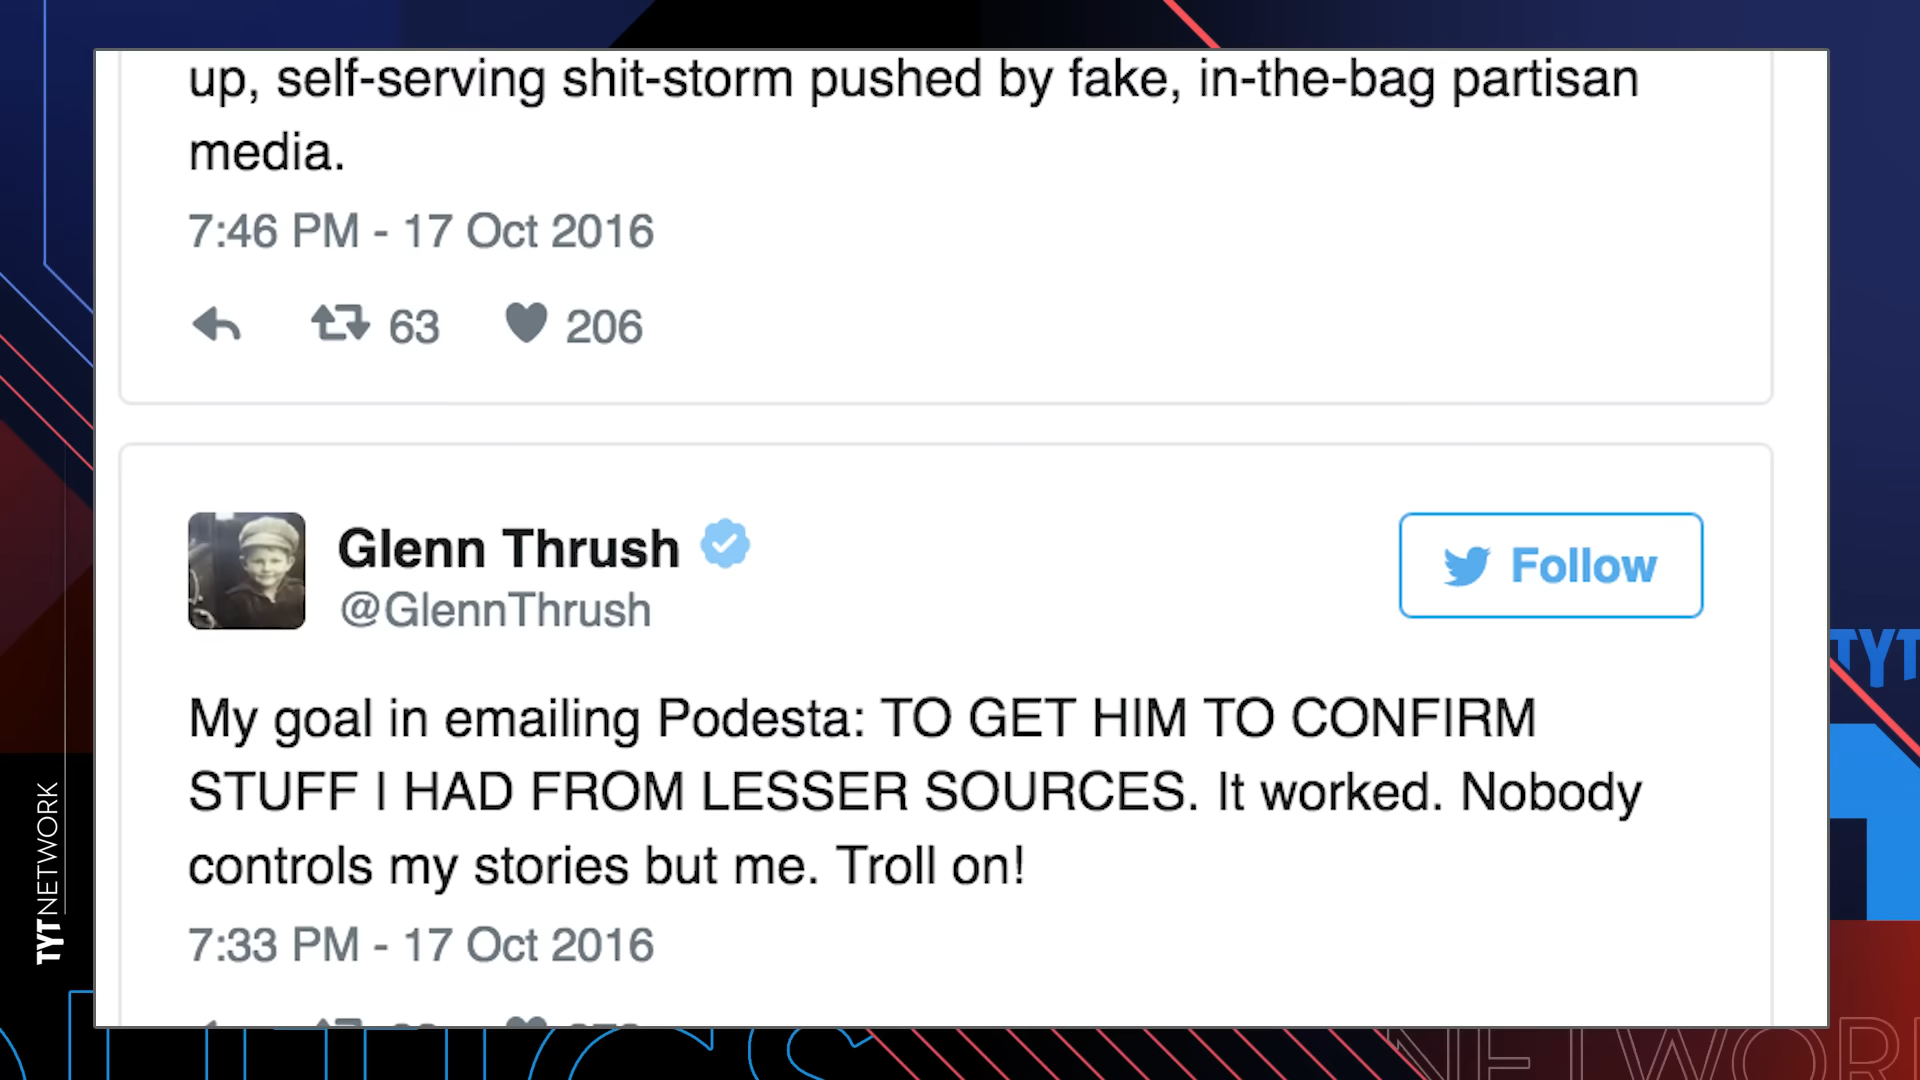 up, self-serving shit-storm pushed by fake, in-the-bag partisan
media.
7:46 PM - 17 Oct 2016
63 206
Glenn Thrush
@GlennThrush
Follow
My goal in emailing Podesta: TO GET HIM TO CONFIRM
STUFF I HAD FROM LESSER SOURCES. It worked. Nobody
controls my stories but me. Troll on!
7:33 PM - 17 Oct 2016
TYT NETWORK
TYT
NETWORK